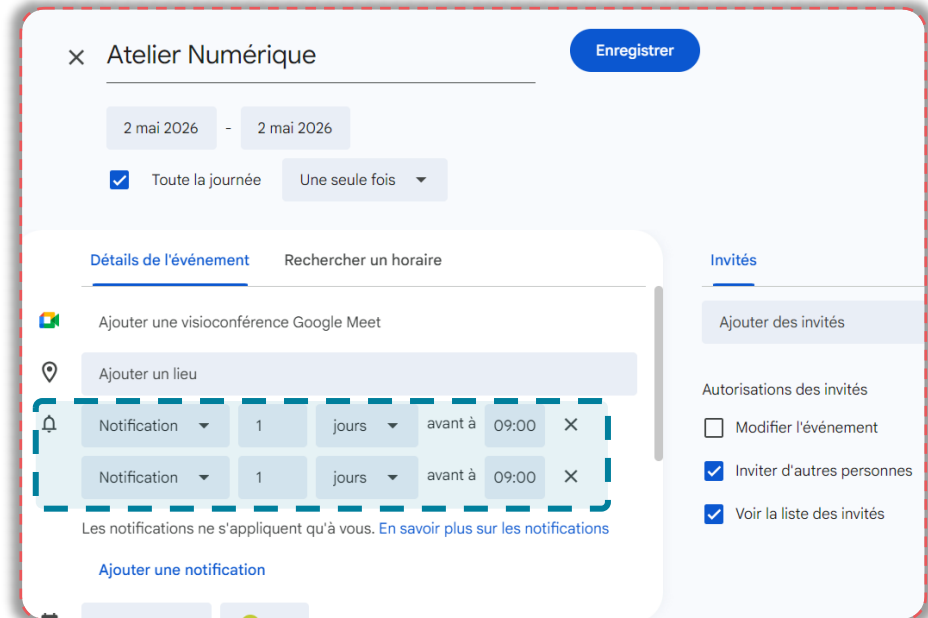 Atelier Numérique
Enregistrer
2 mai 2026 - 2 mai 2026
Toute la journée Une seule fois
Détails de l'événement Rechercher un horaire
Invités
Ajouter une visioconférence Google Meet
Ajouter des invités
Ajouter un lieu
Autorisations des invités
Notification 1 jours avant à 09:00
Modifier l'événement
Notification 1 jours avant à 09:00
Inviter d'autres personnes
Voir la liste des invités
Les notifications ne s'appliquent qu'à vous. En savoir plus sur les notifications
Ajouter une notification